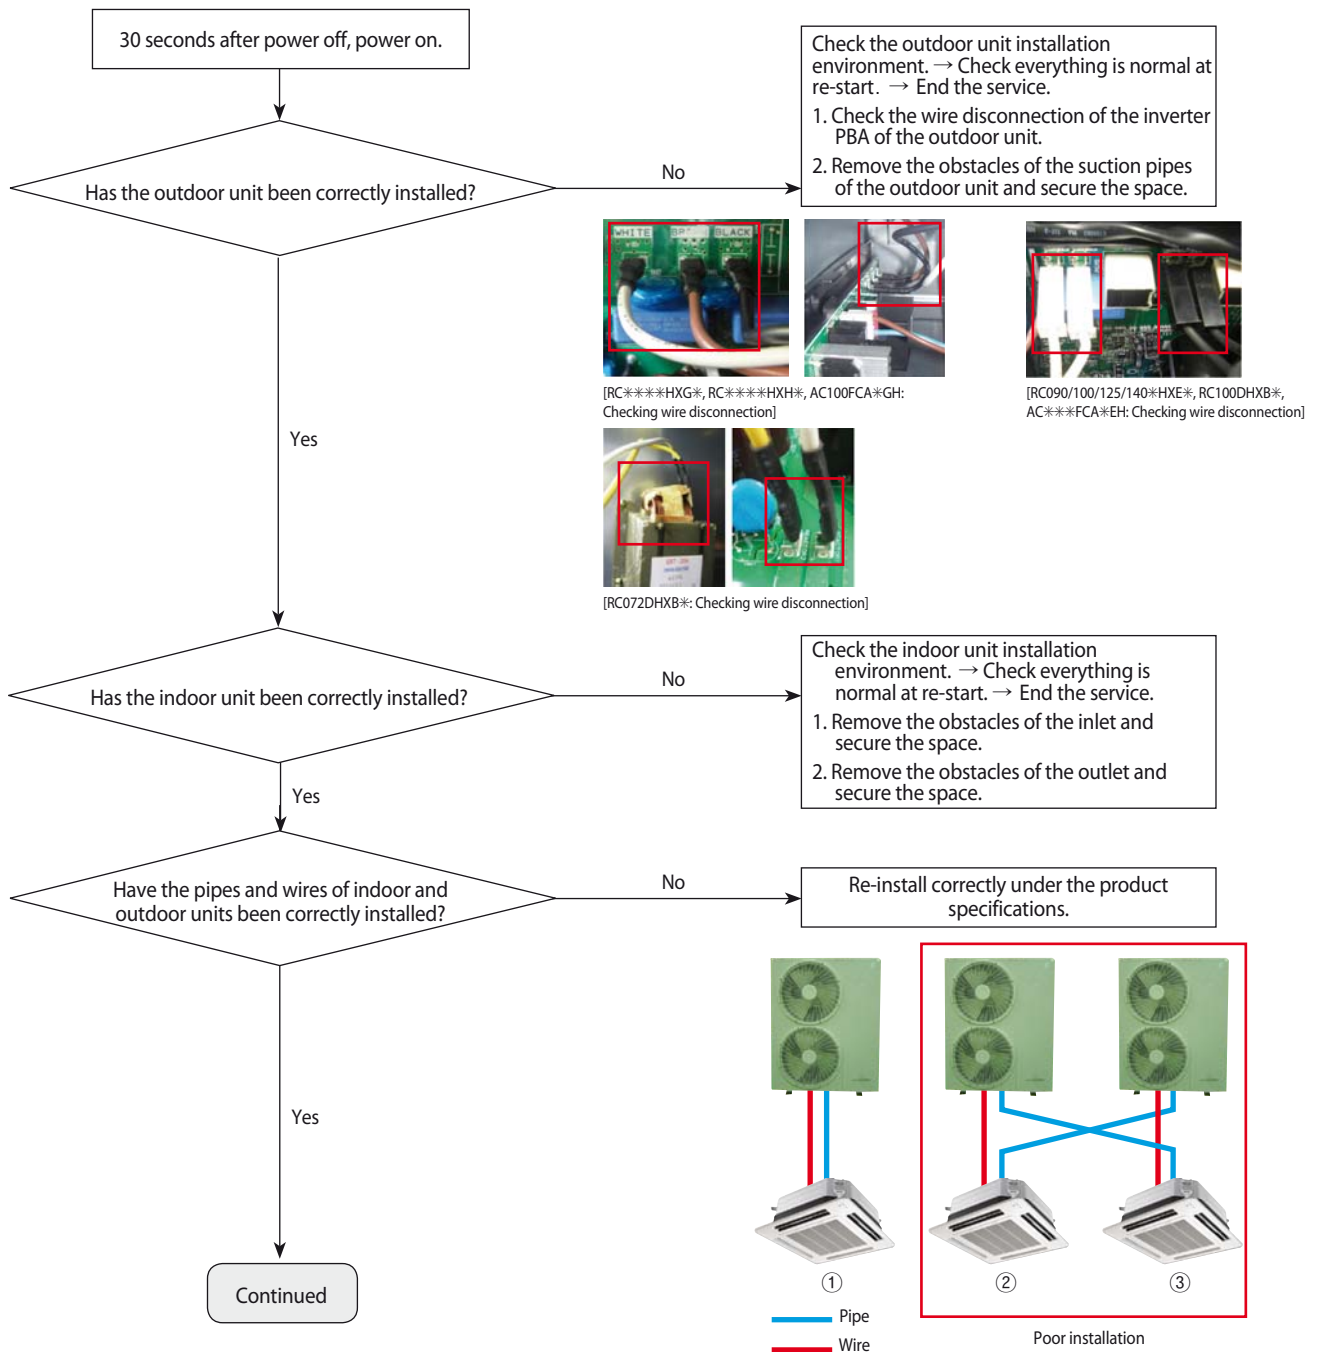 30 seconds after power off, power on.
Check the outdoor unit installation
environment. → Check everything is normal at
re-start. → End the service.
1. Check the wire disconnection of the inverter
PBA of the outdoor unit.
2. Remove the obstacles of the suction pipes
of the outdoor unit and secure the space.
No
Has the outdoor unit been correctly installed?
WHITE
BLACK
[RC✳✳✳✳HXG✳, RC✳✳✳✳HXH✳, AC100FCA✳GH:
Checking wire disconnection]
[RC090/100/125/140✳HXE✳, RC100DHXB✳,
AC✳✳✳FCA✳EH: Checking wire disconnection]
Yes
[RC072DHXB✳: Checking wire disconnection]
Has the indoor unit been correctly installed?
No
Check the indoor unit installation
environment. → Check everything is
normal at re-start. → End the service.
1. Remove the obstacles of the inlet and
secure the space.
2. Remove the obstacles of the outlet and
secure the space.
Yes
Have the pipes and wires of indoor and
outdoor units been correctly installed?
No
Re-install correctly under the product
specifications.
Yes
Continued
① ② ③
Pipe
Wire
Poor installation